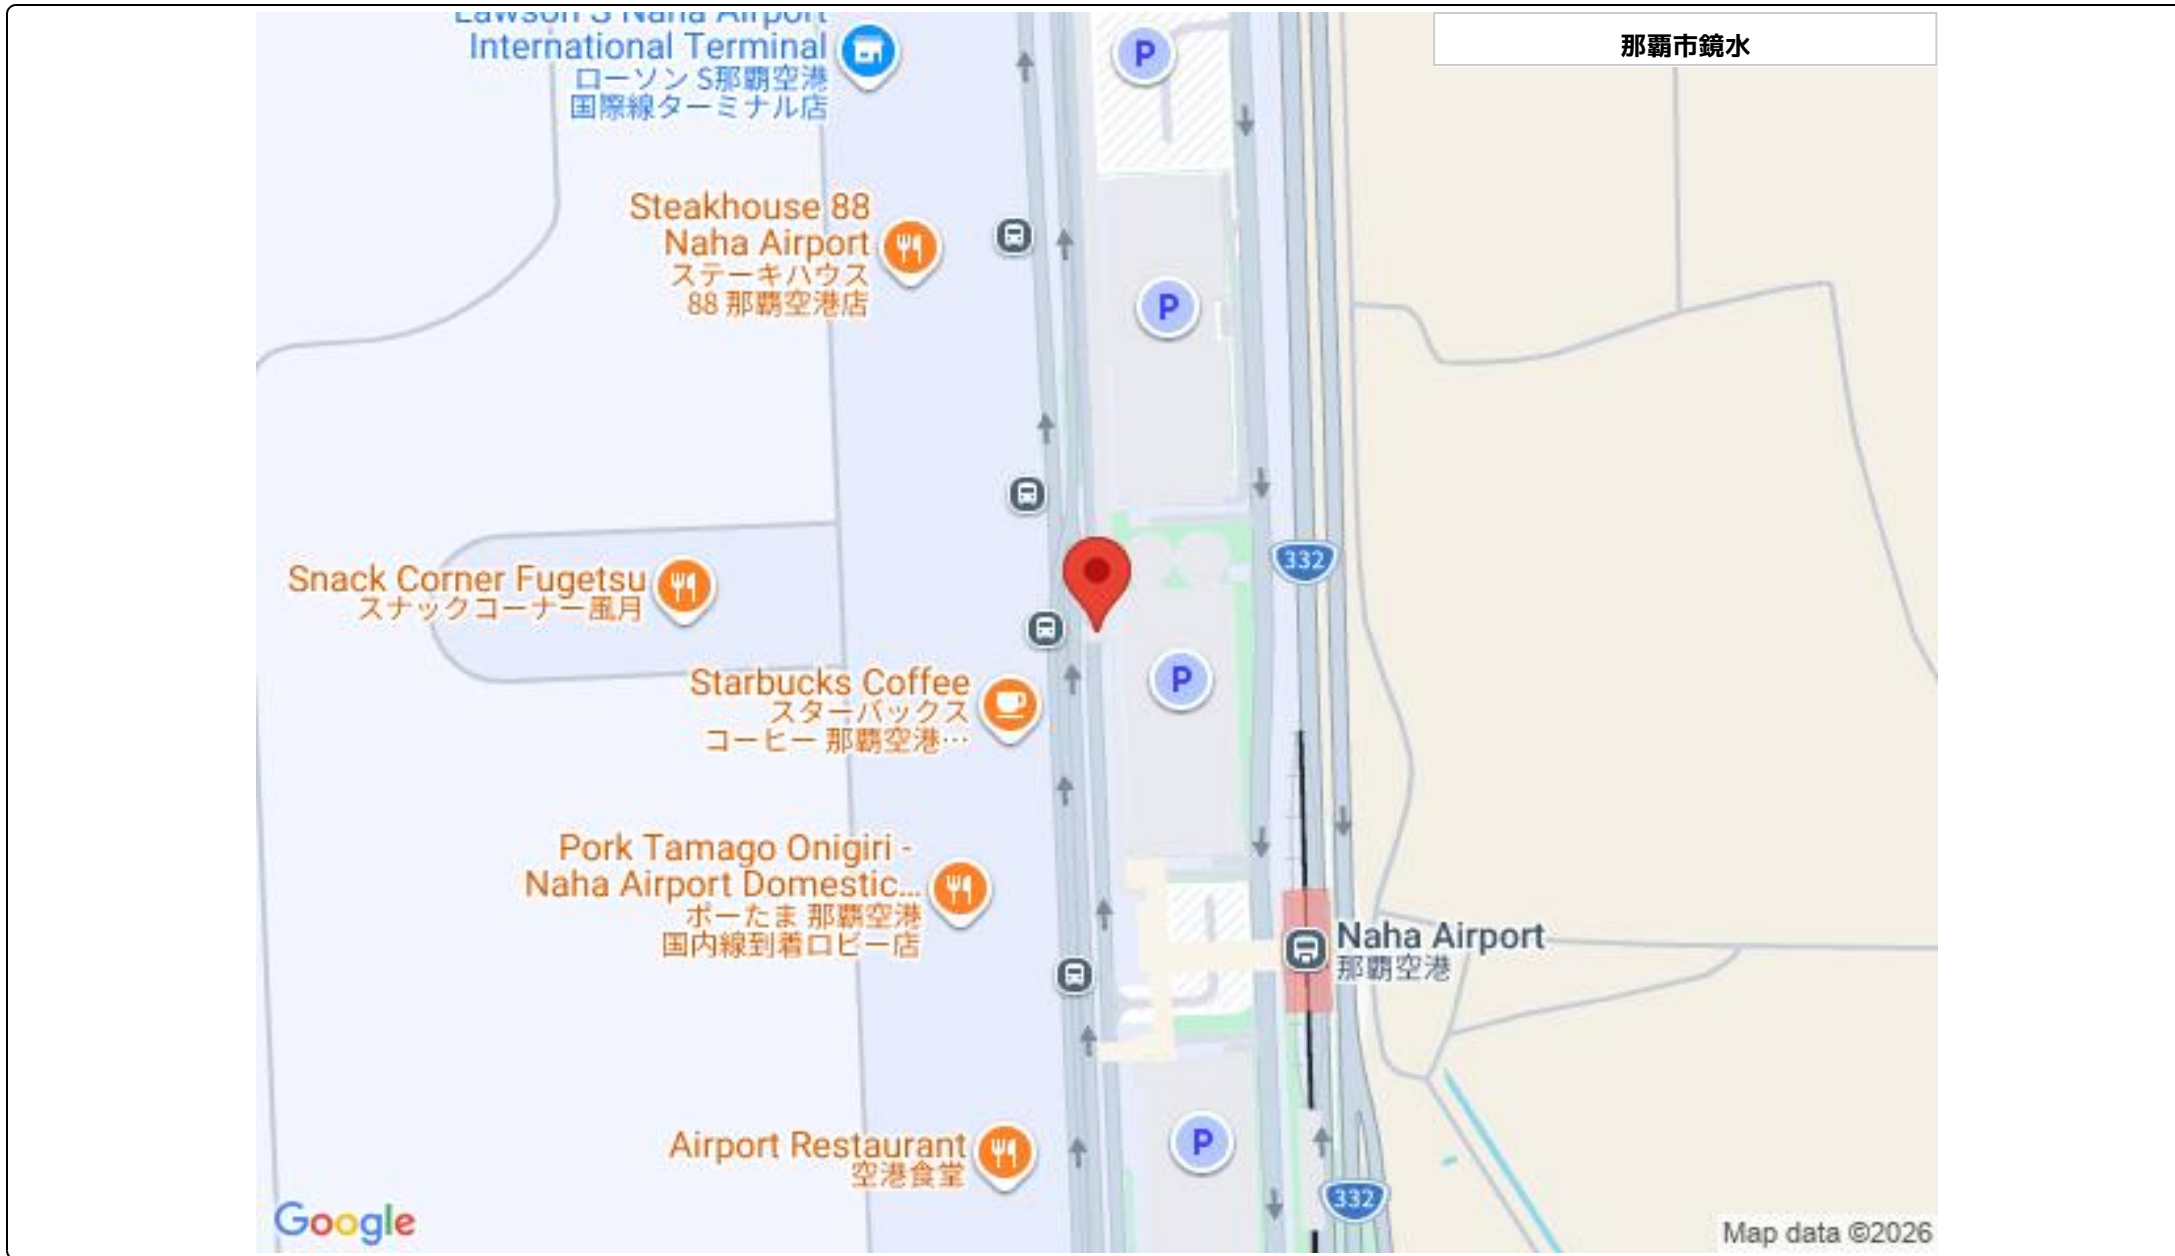 Lawson S Naha Airport
International Terminal
ローソン S那覇空港
国際線ターミナル店
P
那覇市鏡水
Steakhouse 88
Naha Airport
ステーキハウス
88 那覇空港店
P
332
Snack Corner Fugetsu
スナックコーナー風月
Starbucks Coffee
スターバックス
コーヒー 那覇空港…
P
Pork Tamago Onigiri -
Naha Airport Domestic...
ポーたま 那覇空港
国内線到着ロビー店
Naha Airport
那覇空港
Airport Restaurant
空港食堂
P
332
Google
Map data ©2026